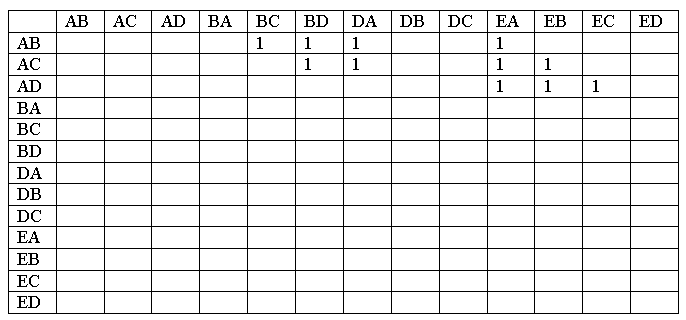 AB AC AD BA BC BD DA DB DC EA EB EC ED
AB 1 1 1 1
AC 1 1 1 1
AD 1 1 1
BA
BC
BD
DA
DB
DC
EA
EB
EC
ED